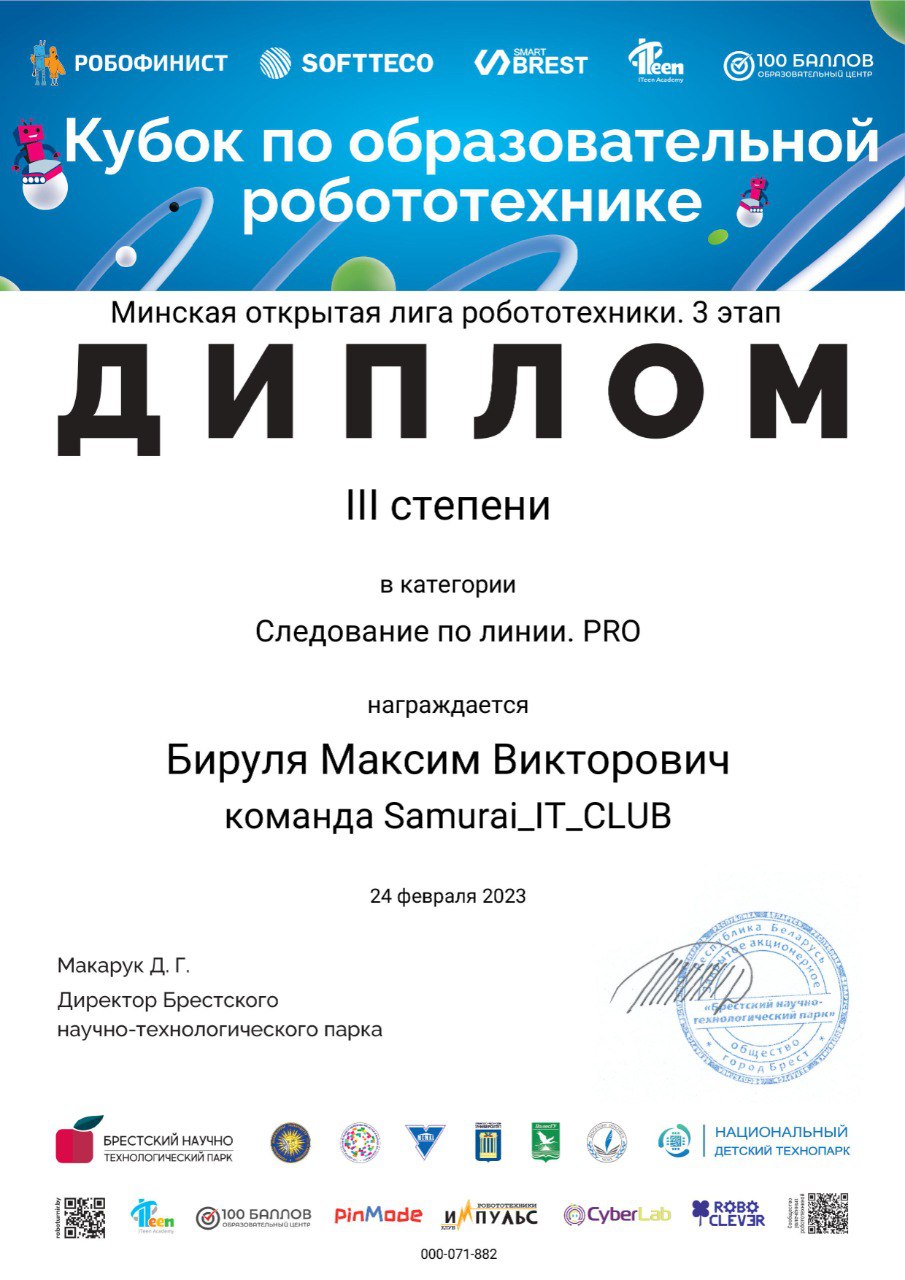 РОБОФИНИСТ
SOFTTECO
SMART BREST
iTeen
ITeen Academy
100 БАЛЛОВ
ОБРАЗОВАТЕЛЬНЫЙ ЦЕНТР
Кубок по образовательной
робототехнике
Минская открытая лига робототехники. 3 этап
ДИПЛОМ
III степени
в категории
Следование по линии. PRO
награждается
Бируля Максим Викторович
команда Samurai_IT_CLUB
24 февраля 2023
Макарук Д. Г.
Директор Брестского
научно-технологического парка
Республика Беларусь
Закрытое акционерное
«Брестский научно-
технологический парк»
общество
город Брест
БРЕСТСКИЙ НАУЧНО
ТЕХНОЛОГИЧЕСКИЙ ПАРК
НАЦИОНАЛЬНЫЙ
ДЕТСКИЙ ТЕХНОПАРК
iTeen
ITeen Academy
100 БАЛЛОВ
ОБРАЗОВАТЕЛЬНЫЙ ЦЕНТР
PinMode
РОБОТОТЕХНИКИ
ИМПУЛЬС
КЛУБ
CyberLab
ROBO
CLEVER
000-071-882